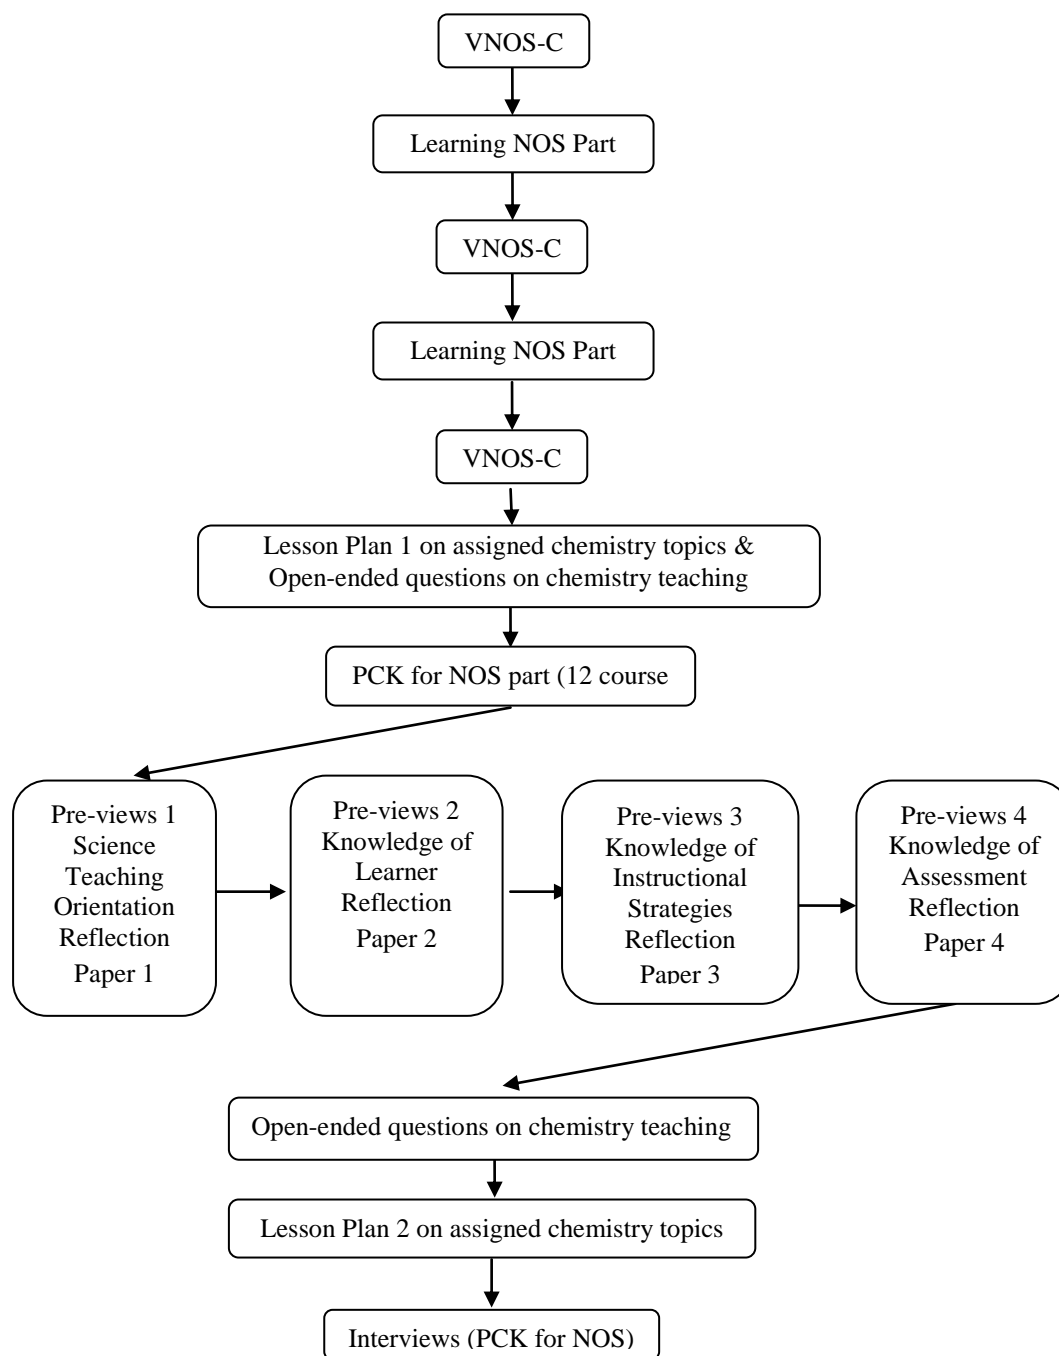 VNOS-C
Learning NOS Part
VNOS-C
Learning NOS Part
VNOS-C
Lesson Plan 1 on assigned chemistry topics &
Open-ended questions on chemistry teaching
PCK for NOS part (12 course
Pre-views 1
Science
Teaching
Orientation
Reflection
Paper 1
Pre-views 2
Knowledge of
Learner
Reflection
Paper 2
Pre-views 3
Knowledge of
Instructional
Strategies
Reflection
Paper 3
Pre-views 4
Knowledge of
Assessment
Reflection
Paper 4
Open-ended questions on chemistry teaching
Lesson Plan 2 on assigned chemistry topics
Interviews (PCK for NOS)